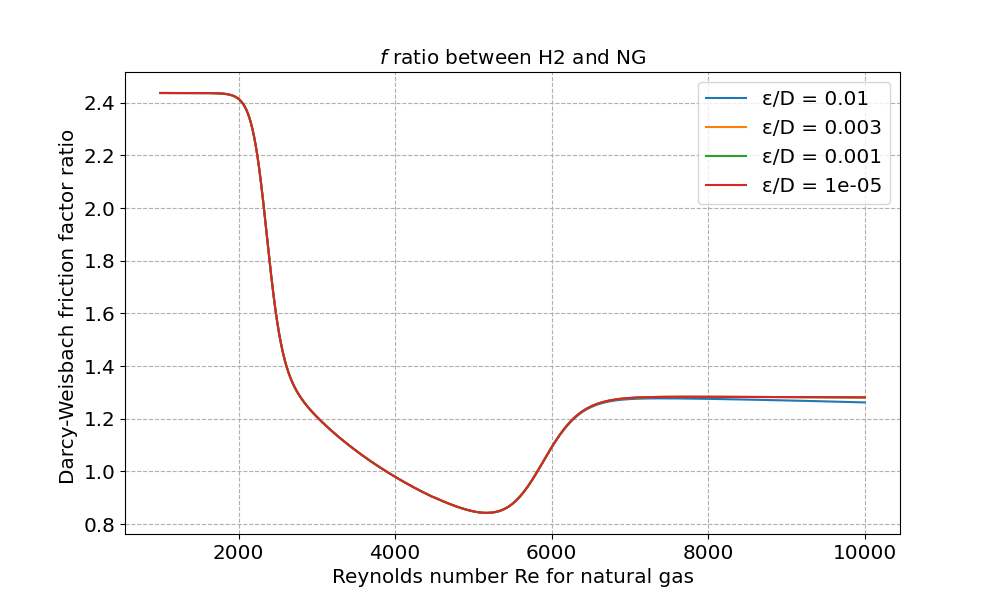 f ratio between H2 and NG
Darcy-Weisbach friction factor ratio
2.4
2.2
2.0
1.8
1.6
1.4
1.2
1.0
0.8
ε/D = 0.01
ε/D = 0.003
ε/D = 0.001
ε/D = 1e-05
2000 4000 6000 8000 10000
Reynolds number Re for natural gas